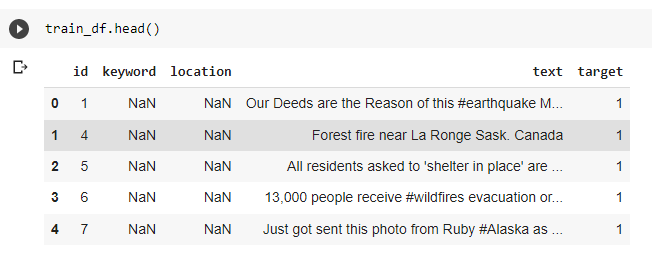 train_df.head()
id keyword location text target
0 1 NaN NaN Our Deeds are the Reason of this #earthquake M... 1
1 4 NaN NaN Forest fire near La Ronge Sask. Canada 1
2 5 NaN NaN All residents asked to 'shelter in place' are ... 1
3 6 NaN NaN 13,000 people receive #wildfires evacuation or... 1
4 7 NaN NaN Just got sent this photo from Ruby #Alaska as ... 1